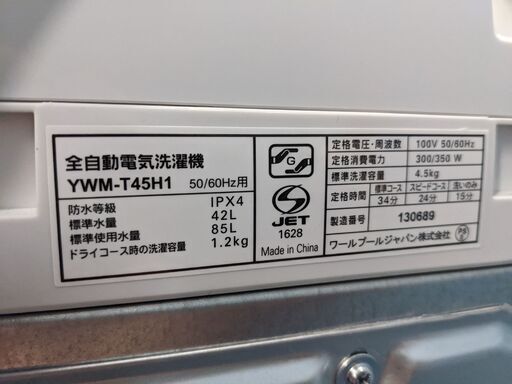 全自動電気洗濯機
YWM-T45H1 50/60Hz用
防水等級 IPX4
標準水量 42L
標準使用水量 85L
ドライコース時の洗濯容量 1.2kg
G
S
JET
1628
Made in China
定格電圧・周波数 100V 50/60Hz
定格消費電力 300/350 W
標準洗濯容量 4.5kg
定格時間 標準コース スピードコース 洗いのみ
34分 24分 15分
製造番号 130689
ワールプールジャパン株式会社 PSE